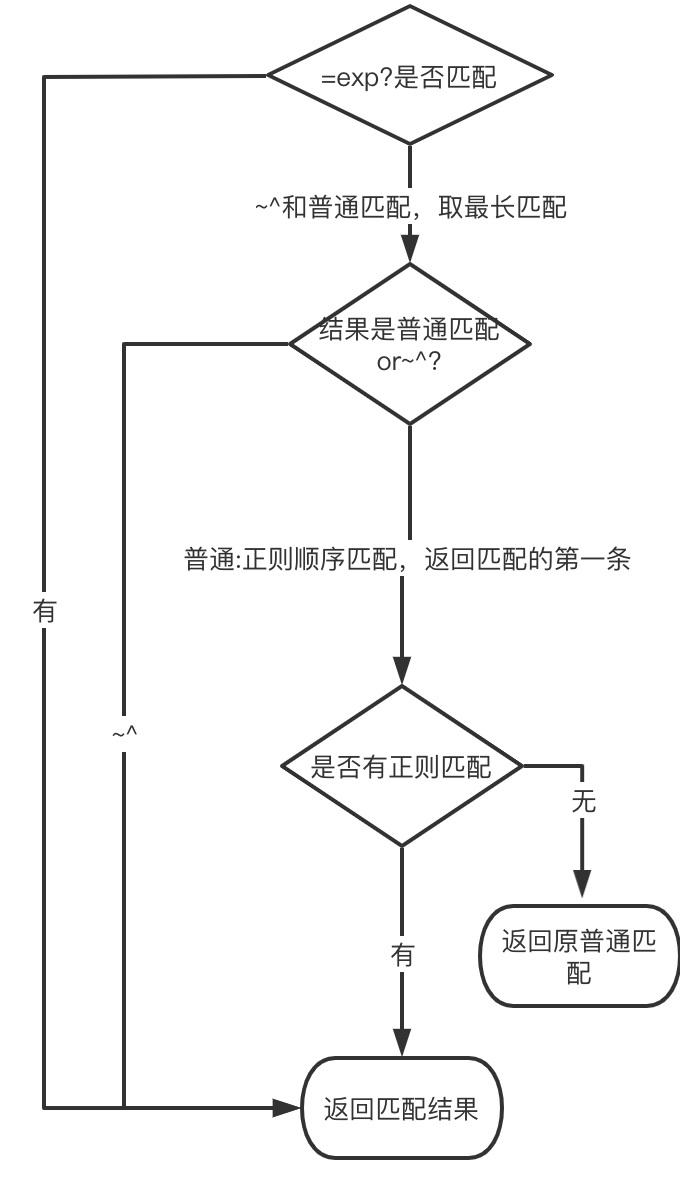 =exp?是否匹配
~^和普通匹配，取最长匹配
结果是普通匹配
or~^?
普通:正则顺序匹配，返回匹配的第一条
有
~^
是否有正则匹配
无
返回原普通匹
配
有
返回匹配结果